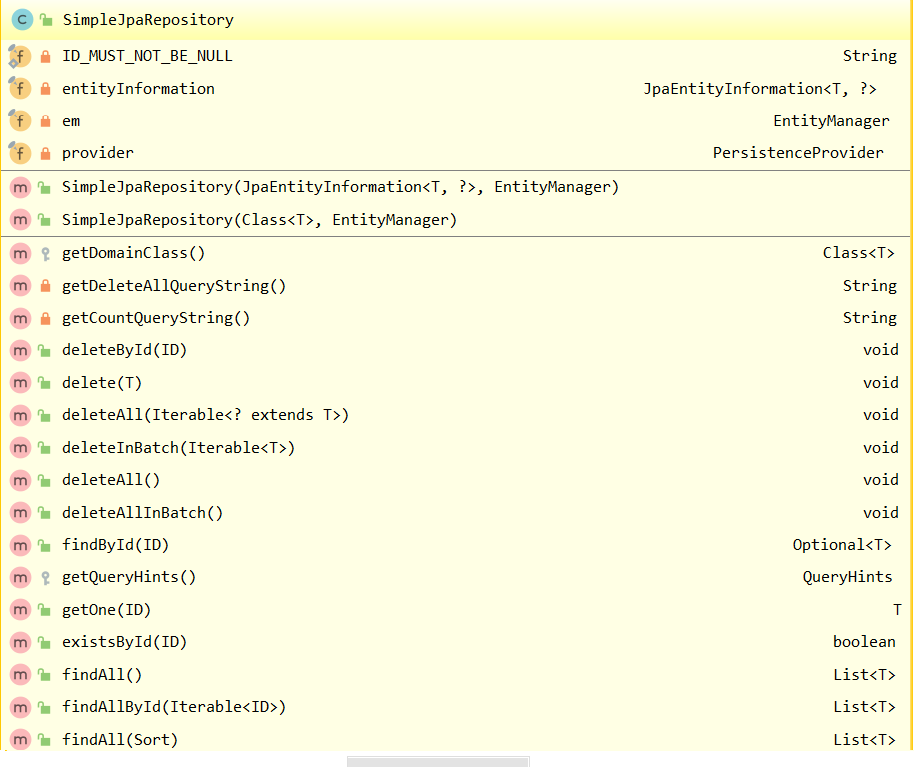 C SimpleJpaRepository
f ID_MUST_NOT_BE_NULL String
f entityInformation JpaEntityInformation<T, ?>
f em EntityManager
f provider PersistenceProvider
m SimpleJpaRepository(JpaEntityInformation<T, ?>, EntityManager)
m SimpleJpaRepository(Class<T>, EntityManager)
m getDomainClass() Class<T>
m getDeleteAllQueryString() String
m getCountQueryString() String
m deleteById(ID) void
m delete(T) void
m deleteAll(Iterable<? extends T>) void
m deleteInBatch(Iterable<T>) void
m deleteAll() void
m deleteAllInBatch() void
m findById(ID) Optional<T>
m getQueryHints() QueryHints
m getOne(ID) T
m existsById(ID) boolean
m findAll() List<T>
m findAllById(Iterable<ID>) List<T>
m findAll(Sort) List<T>